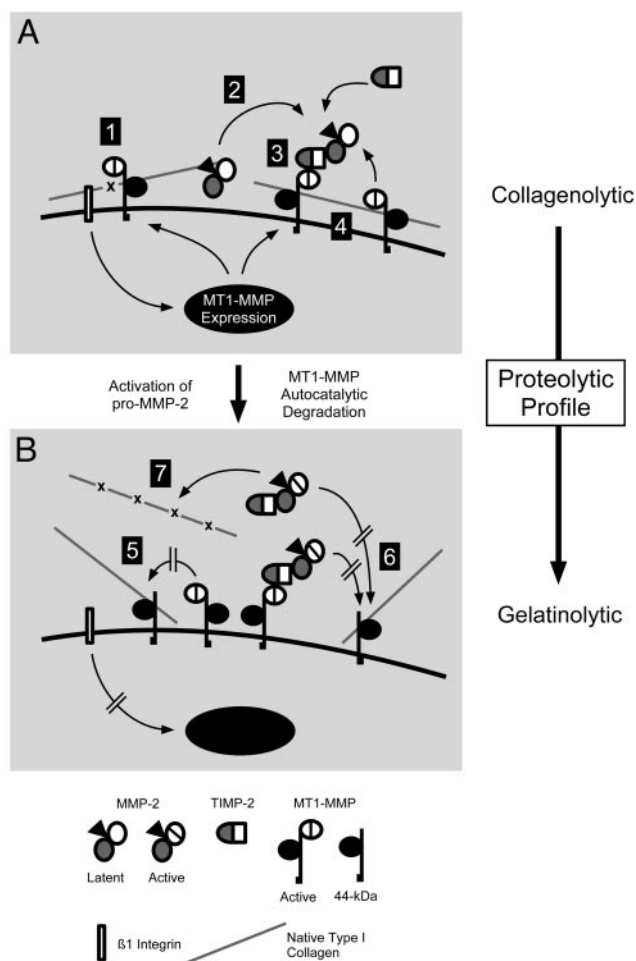 A
1
2
3
4
MT1-MMP
Expression
Collagenolytic
Activation of
pro-MMP-2
MT1-MMP
Autocatalytic
Degradation
Proteolytic
Profile
B
7
5
6
x
x
x
x
x
Gelatinolytic
MMP-2
TIMP-2
MT1-MMP
Latent
Active
Active
44-kDa
ß1 Integrin
Native Type I
Collagen